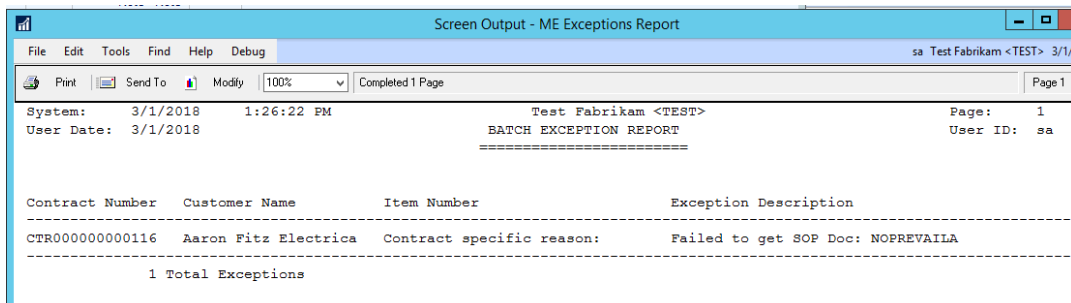 Screen Output - ME Exceptions Report
File Edit Tools Find Help Debug sa Test Fabrikam <TEST> 3/1/
Print Send To Modify 100% Completed 1 Page Page 1
System: 3/1/2018 1:26:22 PM Test Fabrikam <TEST> Page: 1
User Date: 3/1/2018 BATCH EXCEPTION REPORT User ID: sa
========================
Contract Number Customer Name Item Number Exception Description
CTR000000000116 Aaron Fitz Electrica Contract specific reason: Failed to get SOP Doc: NOPREVAILA
1 Total Exceptions